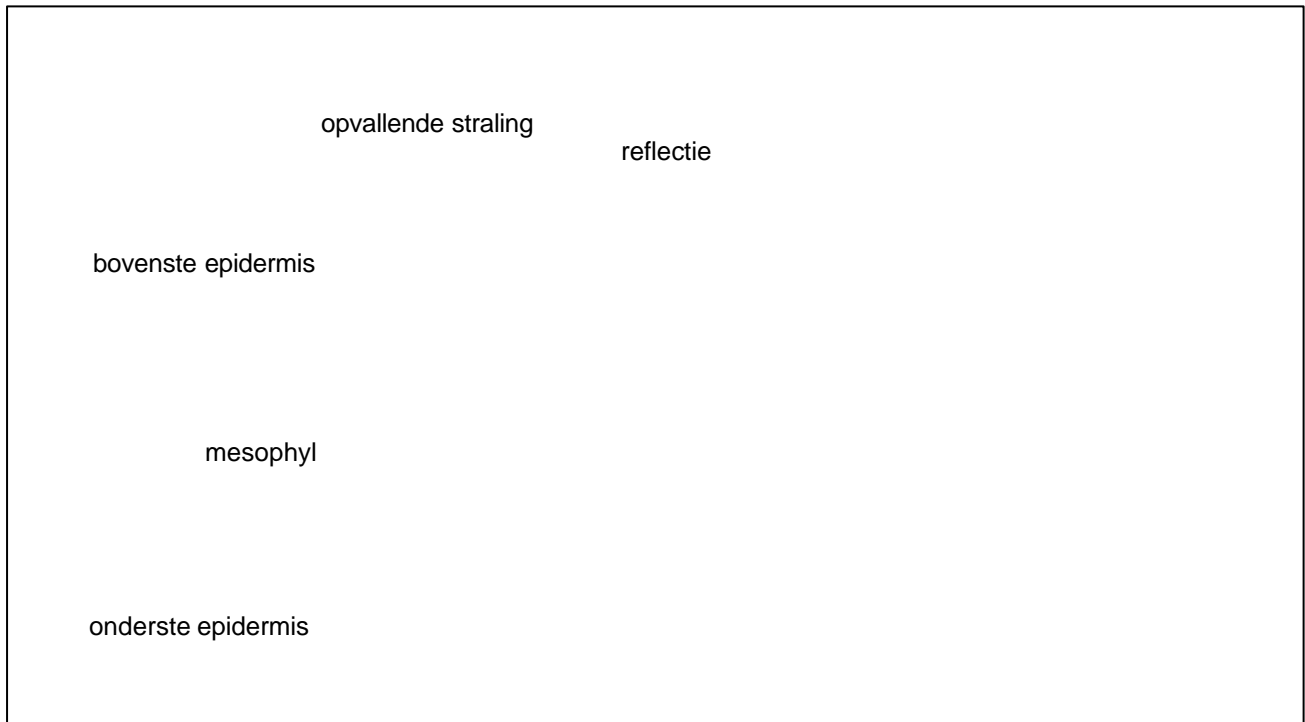 opvallende straling
reflectie
bovenste epidermis
mesophyl
onderste epidermis